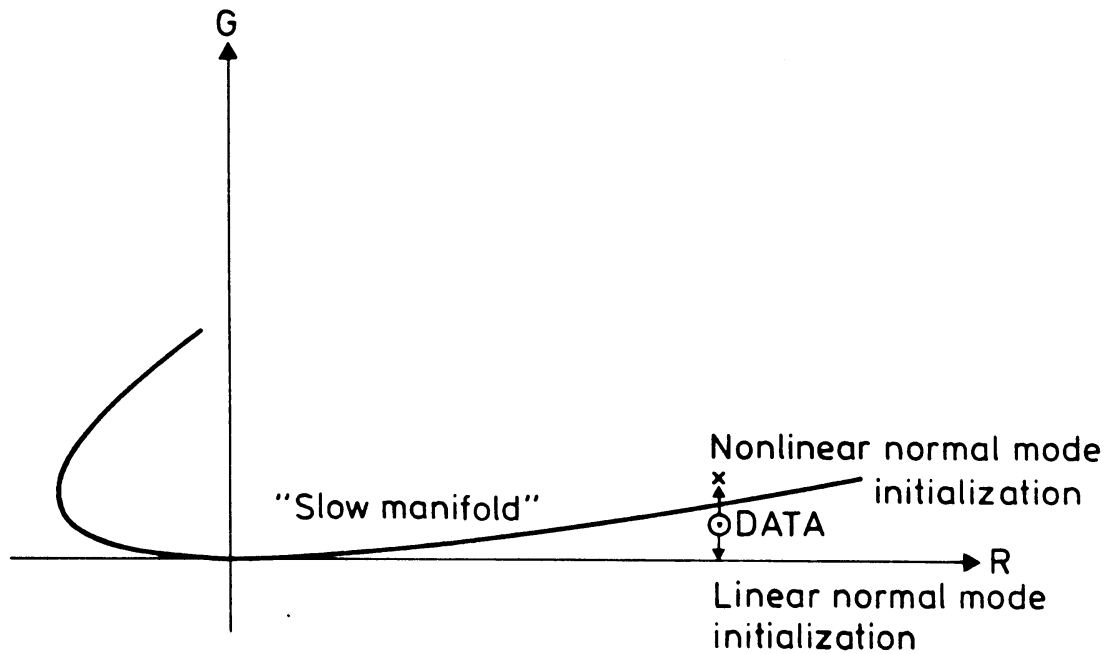 G
Nonlinear normal mode
initialization
"Slow manifold"
DATA
R
Linear normal mode
initialization